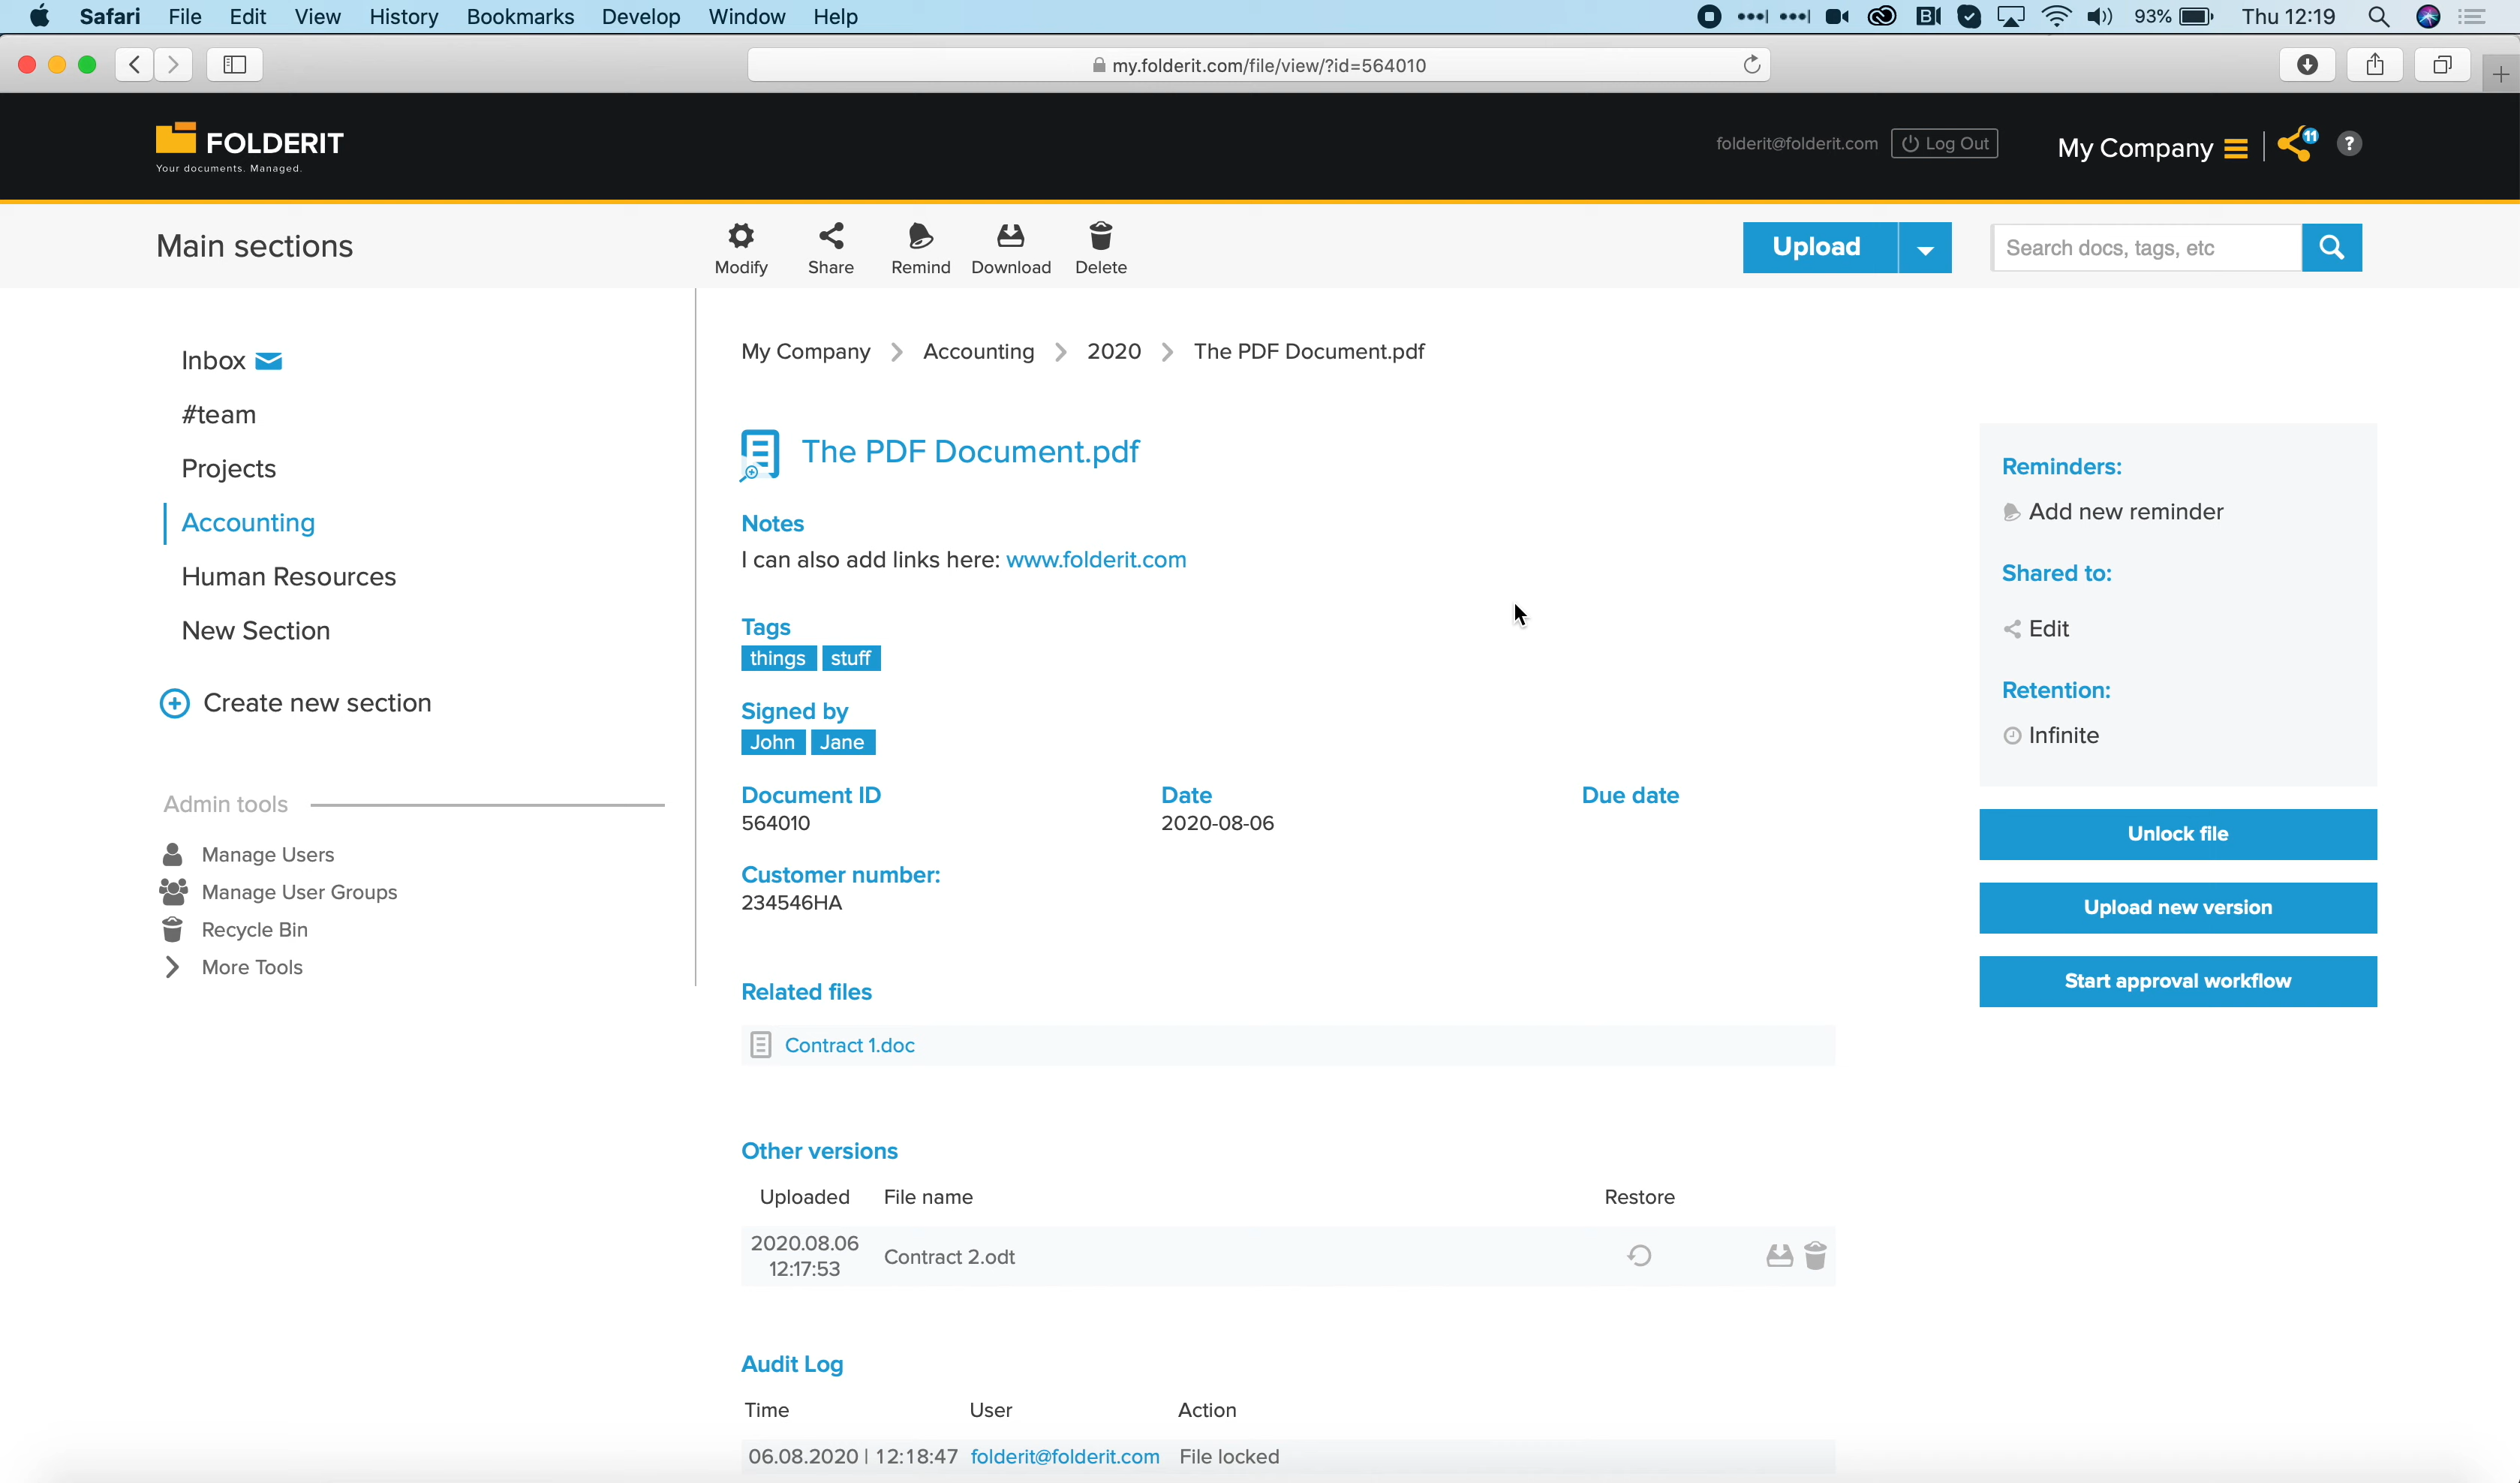 Safari File Edit View History Bookmarks Develop Window Help
93% Thu 12:19
my.folderit.com/file/view/?id=564010
FOLDERIT
Your documents. Managed.
folderit@folderit.com Log Out My Company 11 ?
Main sections
Modify Share Remind Download Delete
Upload
Search docs, tags, etc
Inbox
#team
Projects
Accounting
Human Resources
New Section
Create new section
Admin tools
Manage Users
Manage User Groups
Recycle Bin
More Tools
My Company > Accounting > 2020 > The PDF Document.pdf
The PDF Document.pdf
Notes
I can also add links here: www.folderit.com
Tags
things stuff
Signed by
John Jane
Document ID Date Due date
564010 2020-08-06
Customer number:
234546HA
Related files
Contract 1.doc
Other versions
Uploaded File name Restore
2020.08.06
12:17:53 Contract 2.odt
Audit Log
Time User Action
06.08.2020 | 12:18:47 folderit@folderit.com File locked
Reminders:
Add new reminder
Shared to:
Edit
Retention:
Infinite
Unlock file
Upload new version
Start approval workflow